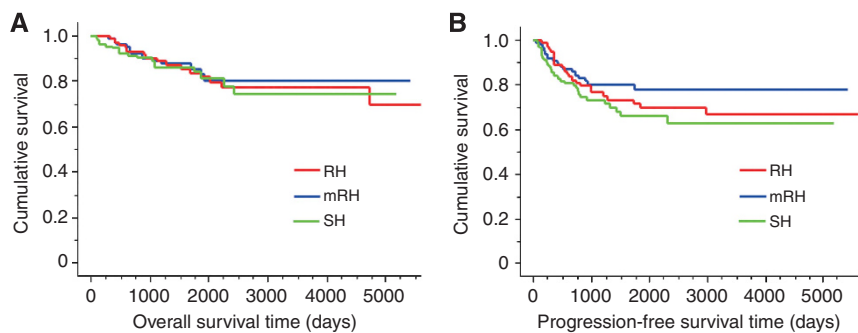 A
Cumulative survival
1.0
0.8
0.6
0.4
0.2
0
RH
mRH
SH
0 1000 2000 3000 4000 5000
Overall survival time (days)
B
Cumulative survival
1.0
0.8
0.6
0.4
0.2
0
RH
mRH
SH
0 1000 2000 3000 4000 5000
Progression-free survival time (days)